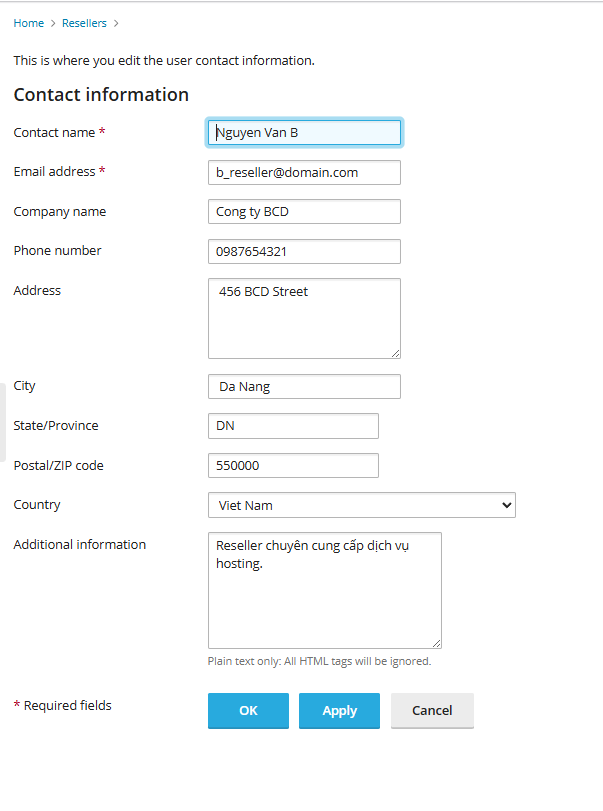 Home > Resellers >
This is where you edit the user contact information.
Contact information
Contact name * Nguyen Van B
Email address * b_reseller@domain.com
Company name Cong ty BCD
Phone number 0987654321
Address 456 BCD Street
City Da Nang
State/Province DN
Postal/ZIP code 550000
Country Viet Nam
Additional information Reseller chuyên cung cấp dịch vụ
hosting.
Plain text only: All HTML tags will be ignored.
* Required fields OK Apply Cancel